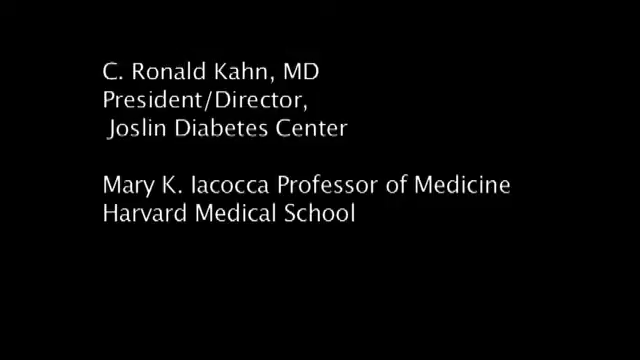 C. Ronald Kahn, MD
President/Director,
Joslin Diabetes Center
Mary K. Iacocca Professor of Medicine
Harvard Medical School